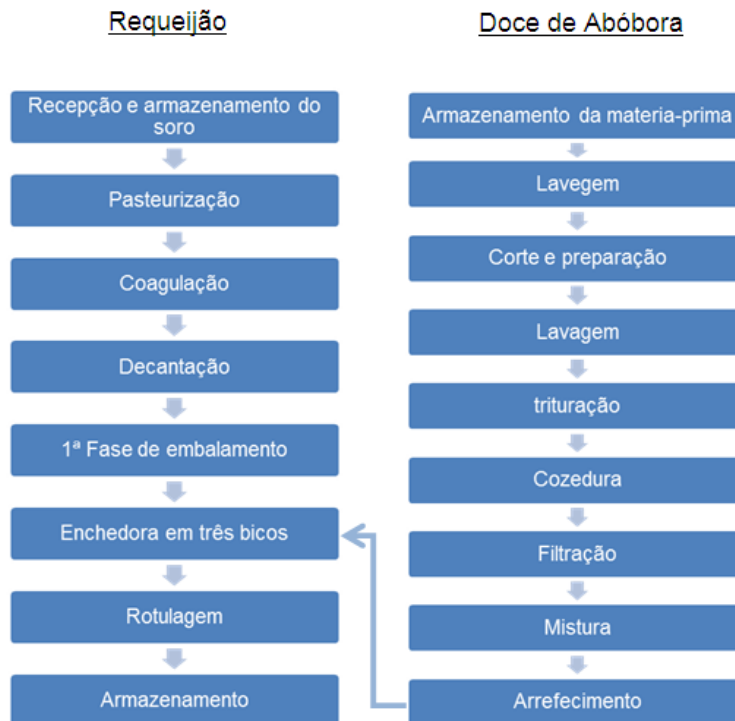 Requeijão
Recepção e armazenamento do
soro
Pasteurização
Coagulação
Decantação
1ª Fase de embalamento
Enchedora em três bicos
Rotulagem
Armazenamento
Doce de Abóbora
Armazenamento da materia-prima
Lavegem
Corte e preparação
Lavagem
trituração
Cozedura
Filtração
Mistura
Arrefecimento